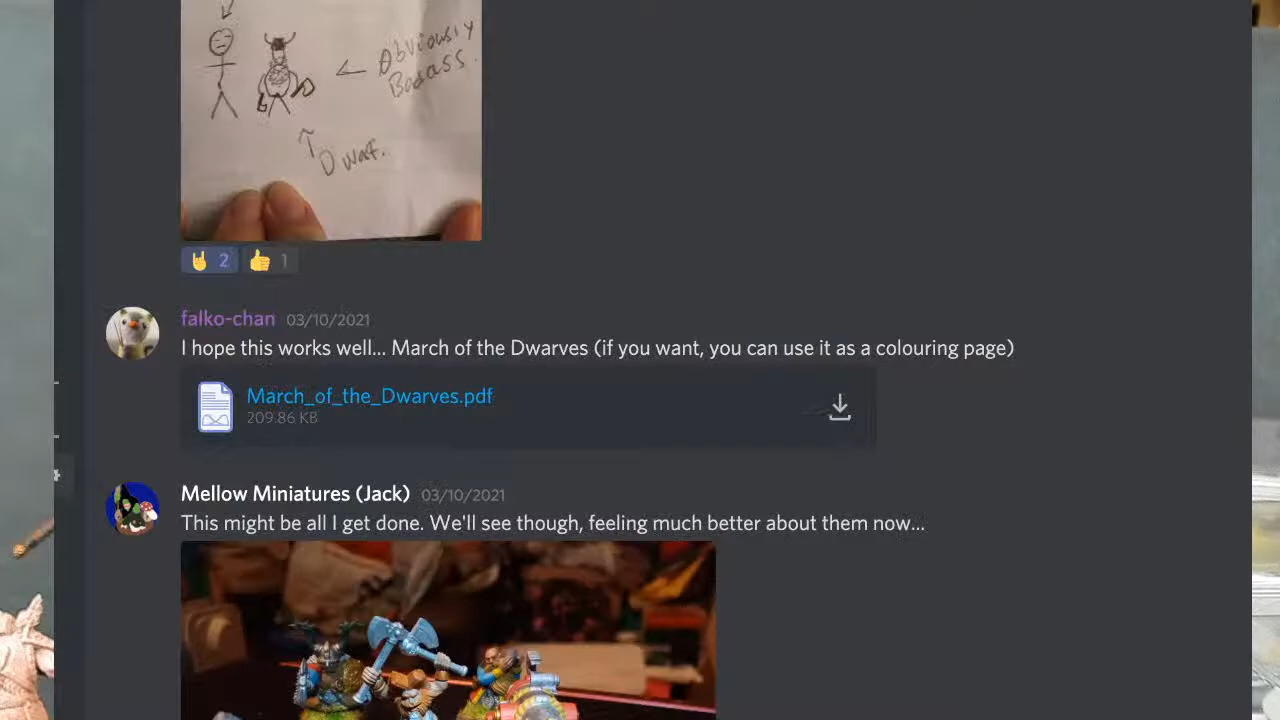 Obviously
Badass.
Dwarf.
2
1
falko-chan 03/10/2021
I hope this works well... March of the Dwarves (if you want, you can use it as a colouring page)
March_of_the_Dwarves.pdf
209.86 KB
Mellow Miniatures (Jack) 03/10/2021
This might be all I get done. We'll see though, feeling much better about them now...